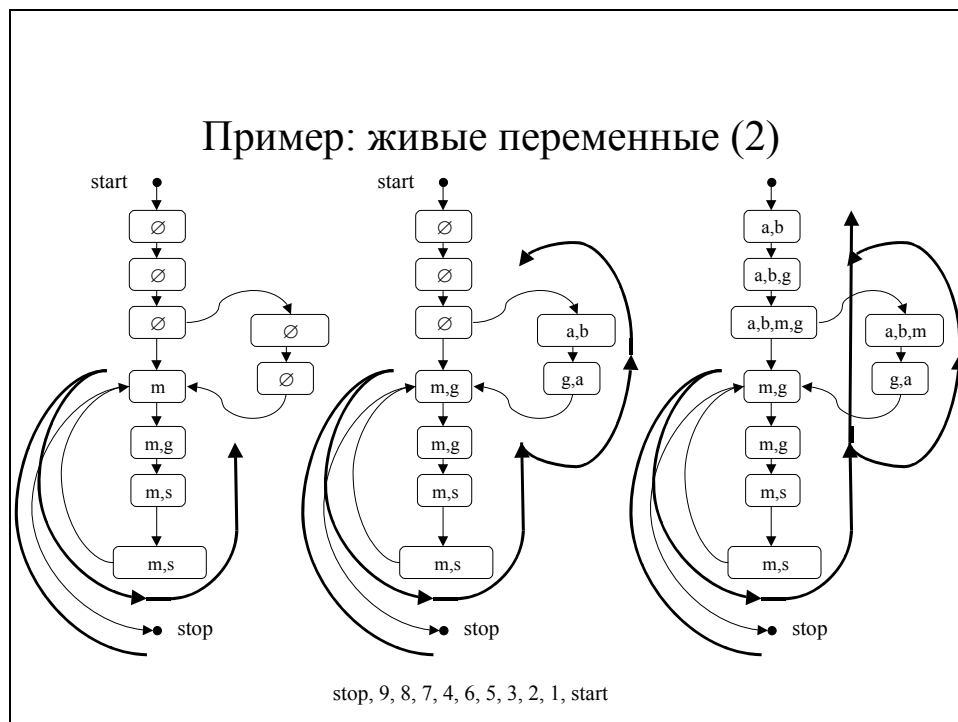 Пример: живые переменные (2)
start
∅
∅
∅
∅
∅
m
m,g
m,s
m,s
stop
start
∅
∅
∅
a,b
g,a
m,g
m,g
m,s
m,s
stop
a,b
a,b,g
a,b,m,g
a,b,m
g,a
m,g
m,g
m,s
m,s
stop
stop, 9, 8, 7, 4, 6, 5, 3, 2, 1, start